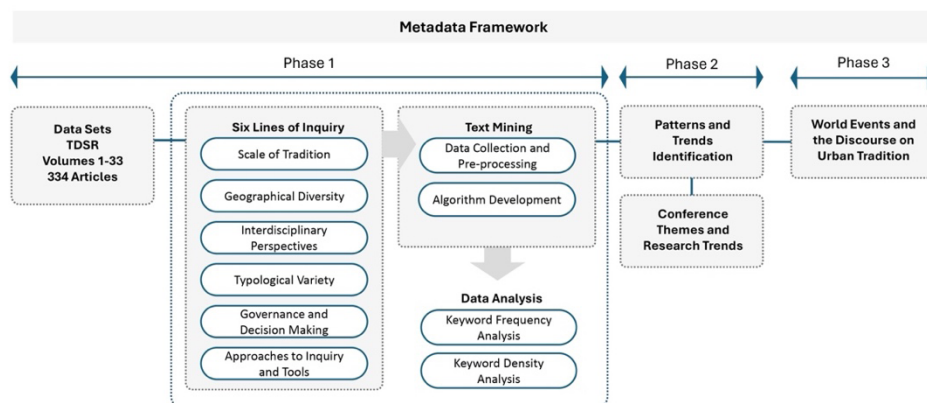 Metadata Framework
Phase 1
Phase 2
Phase 3
Data Sets
TDSR
Volumes 1-33
334 Articles
Six Lines of Inquiry
Scale of Tradition
Geographical Diversity
Interdisciplinary
Perspectives
Typological Variety
Governance and
Decision Making
Approaches to Inquiry
and Tools
Text Mining
Data Collection and
Pre-processing
Algorithm Development
Data Analysis
Keyword Frequency
Analysis
Keyword Density
Analysis
Patterns and
Trends
Identification
Conference
Themes and
Research Trends
World Events and
the Discourse on
Urban Tradition